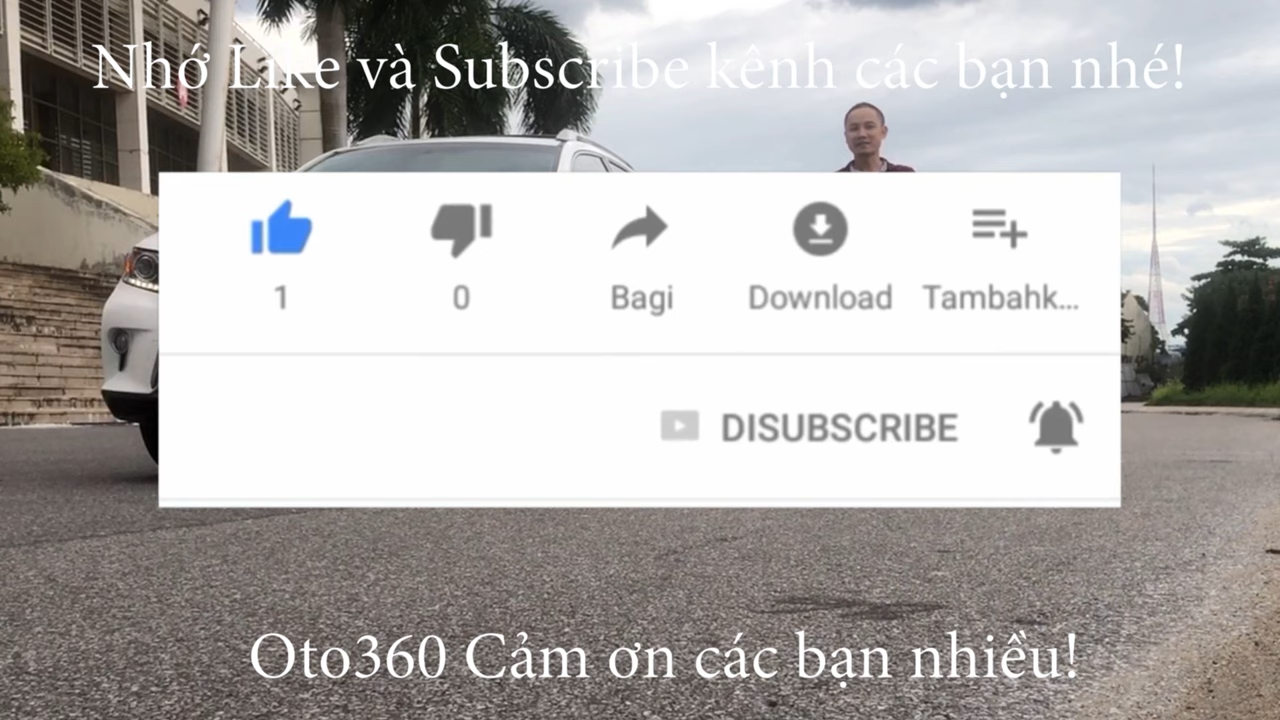 Nhớ Like và Subscribe kênh các bạn nhé!
1 0 Bagi Download Tambahk...
DISUBSCRIBE
Oto360 Cảm ơn các bạn nhiều!